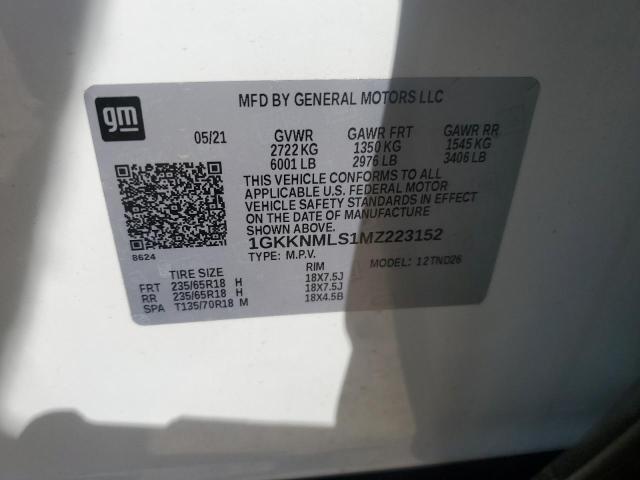 gm
MFD BY GENERAL MOTORS LLC
05/21 GVWR GAWR FRT GAWR RR
2722 KG 1350 KG 1545 KG
6001 LB 2976 LB 3406 LB
THIS VEHICLE CONFORMS TO ALL
APPLICABLE U.S. FEDERAL MOTOR
VEHICLE SAFETY STANDARDS IN EFFECT
ON THE DATE OF MANUFACTURE
SHOWN ABOVE.
8624
1GKKNMLS1MZ223152
TYPE: M.P.V. MODEL: 12TND26
TIRE SIZE RIM
FRT 235/65R18 H 18X7.5J
RR 235/65R18 H 18X7.5J
SPA T135/70R18 M 18X4.5B